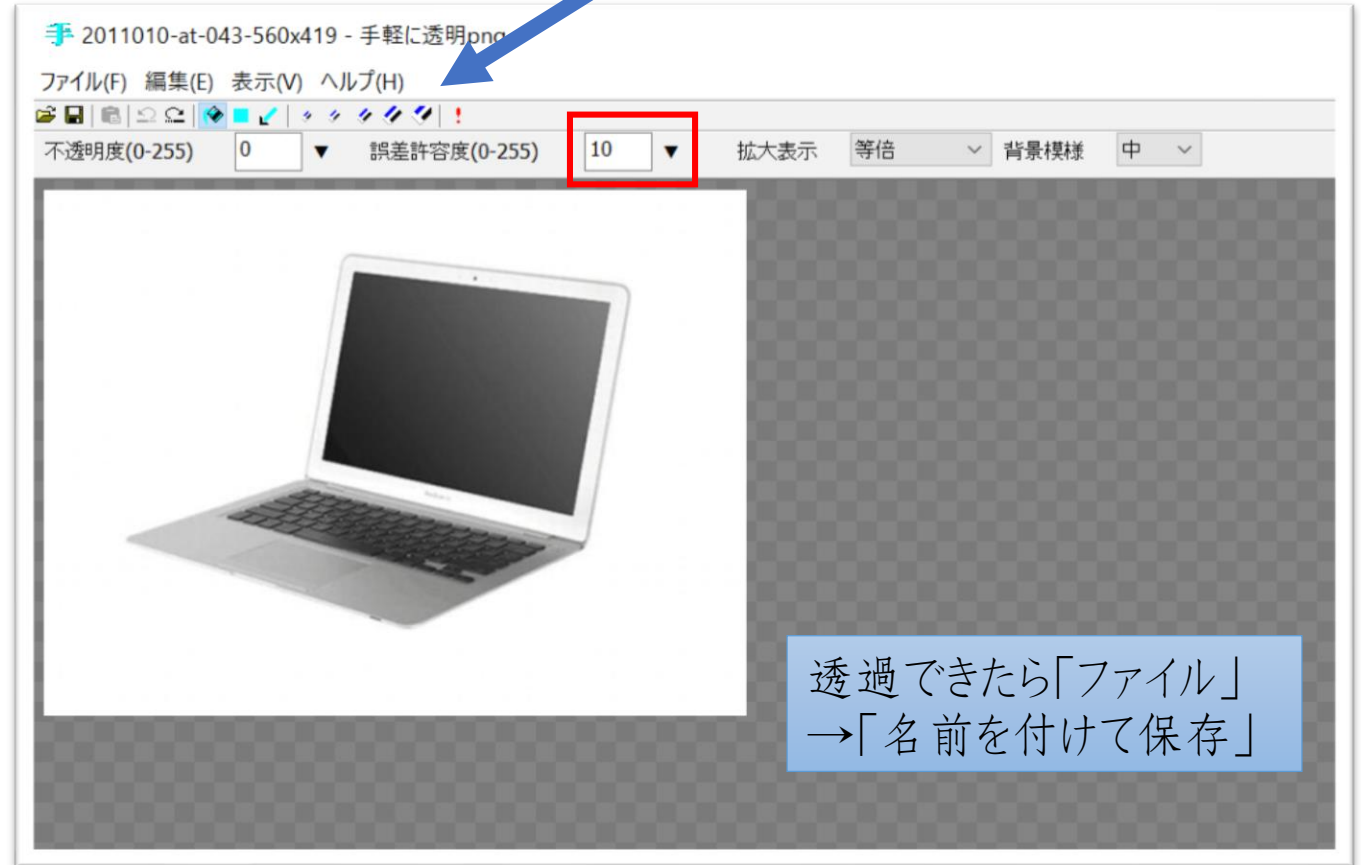 2011010-at-043-560x419 - 手軽に透明png
ファイル(F) 編集(E) 表示(V) ヘルプ(H)
不透明度(0-255) 0 ▼ 誤差許容度(0-255) 10 ▼ 拡大表示 等倍 背景模様 中
透過できたら「ファイル」
→「名前を付けて保存」